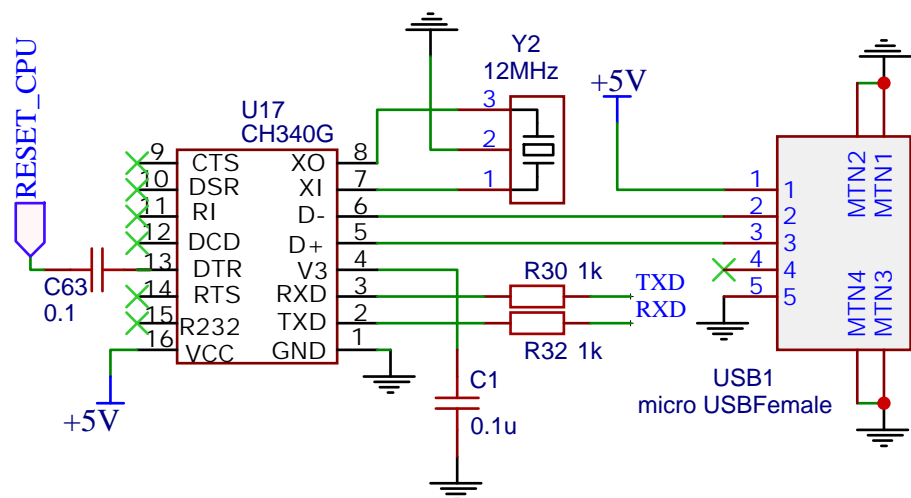 RESET_CPU
Y2
12MHz
+5V
U17
CH340G
3
2
1
9 CTS XO 8
10 DSR XI 7
11 RI D- 6
12 DCD D+ 5
13 DTR V3 4
14 RTS RXD 3
15 R232 TXD 2
16 VCC GND 1
C63
0.1
+5V
R30 1k
TXD
RXD
R32 1k
C1
0.1u
MTN2
MTN1
1 1
2 2
3 3
4 4
5 5
MTN4
MTN3
USB1
micro USBFemale